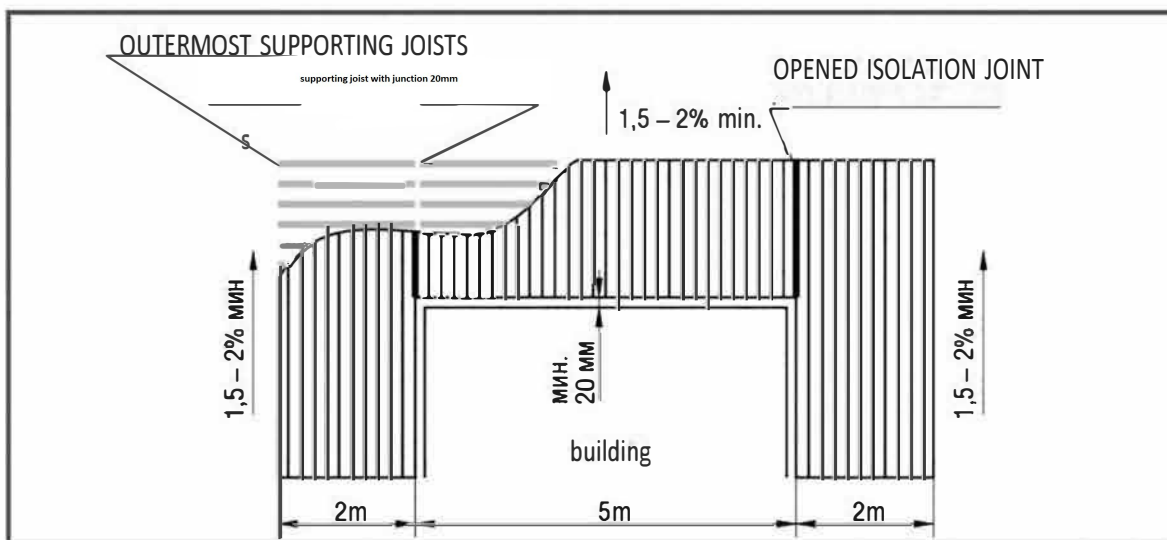 OUTERMOST SUPPORTING JOISTS
supporting joist with junction 20mm
OPENED ISOLATION JOINT
1,5 – 2% min.
S
1,5 – 2% МИН
МИН.
20 ММ
1,5 – 2% МИН
building
2m
5m
2m